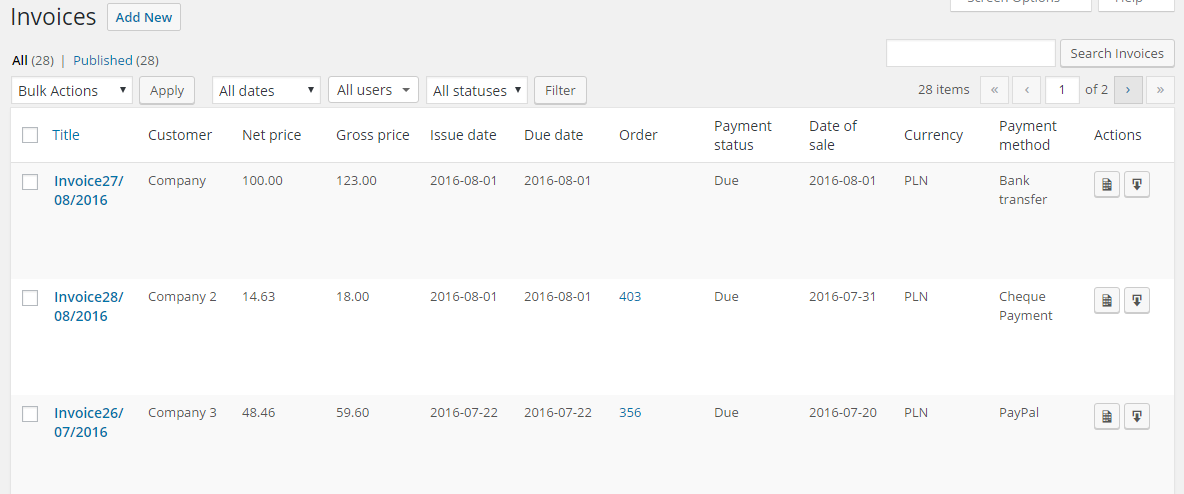 Screen Options Help
Invoices Add New
All (28) | Published (28) Search Invoices
Bulk Actions Apply All dates All users All statuses Filter 28 items « ‹ 1 of 2 › »
Title Customer Net price Gross price Issue date Due date Order Payment status Date of sale Currency Payment method Actions
Invoice27/ Company 100.00 123.00 2016-08-01 2016-08-01 Due 2016-08-01 PLN Bank
08/2016 transfer
Invoice28/ Company 2 14.63 18.00 2016-08-01 2016-08-01 403 Due 2016-07-31 PLN Cheque
08/2016 Payment
Invoice26/ Company 3 48.46 59.60 2016-07-22 2016-07-22 356 Due 2016-07-20 PLN PayPal
07/2016